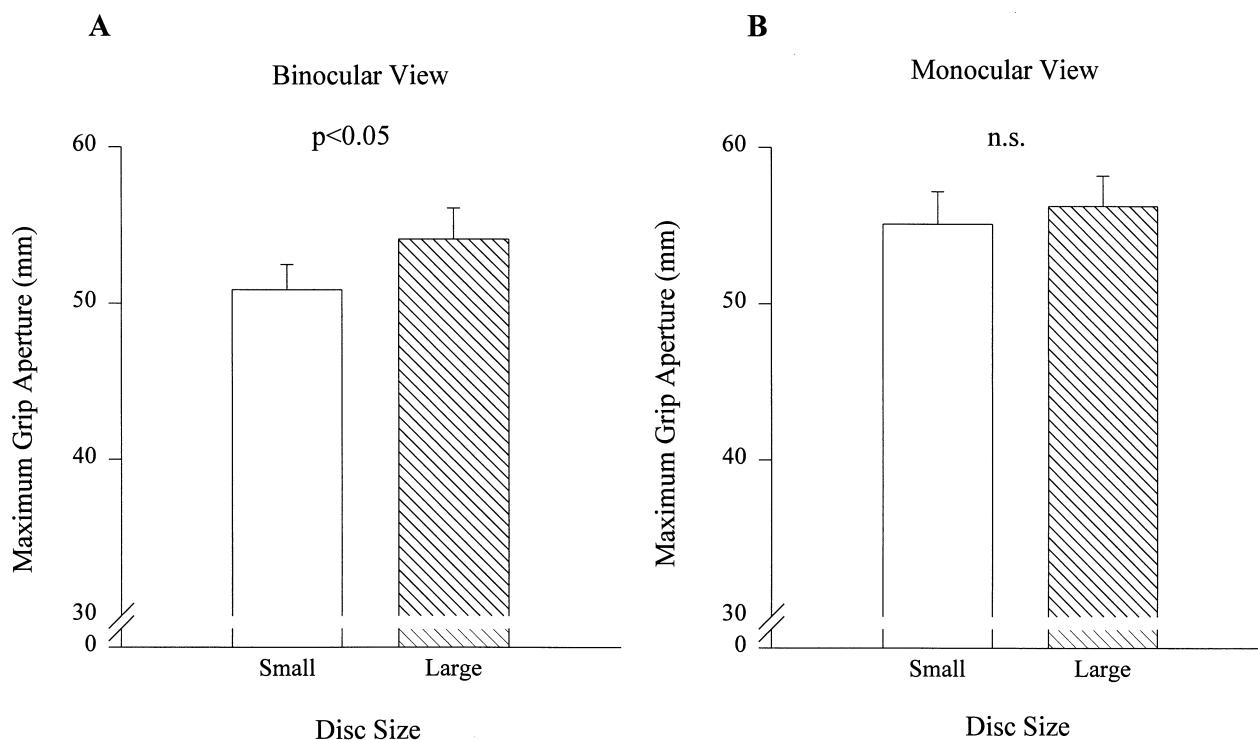 A
Binocular View
p<0.05
60
50
40
30
0
Maximum Grip Aperture (mm)
Small
Large
Disc Size
B
Monocular View
n.s.
60
50
40
30
0
Maximum Grip Aperture (mm)
Small
Large
Disc Size